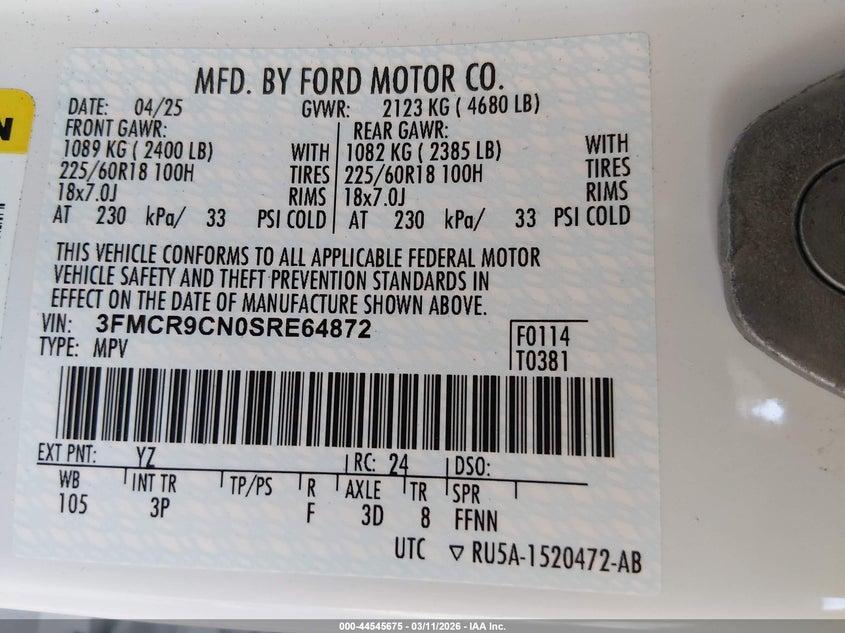 MFD. BY FORD MOTOR CO.
DATE: 04/25 GVWR: 2123 KG ( 4680 LB)
FRONT GAWR: REAR GAWR:
1089 KG ( 2400 LB) WITH 1082 KG ( 2385 LB) WITH
225/60R18 100H TIRES 225/60R18 100H TIRES
18x7.0J RIMS 18x7.0J RIMS
AT 230 kPa/ 33 PSI COLD AT 230 kPa/ 33 PSI COLD
THIS VEHICLE CONFORMS TO ALL APPLICABLE FEDERAL MOTOR
VEHICLE SAFETY AND THEFT PREVENTION STANDARDS IN
EFFECT ON THE DATE OF MANUFACTURE SHOWN ABOVE.
VIN: 3FMCR9CN0SRE64872 F0114
TYPE: MPV T0381
EXT PNT: YZ RC: 24 DSO:
WB INT TR TP/PS R AXLE TR SPR
105 3P F 3D 8 FFNN
UTC ▽ RU5A-1520472-AB
000-44545675 - 03/11/2026 - IAA Inc.